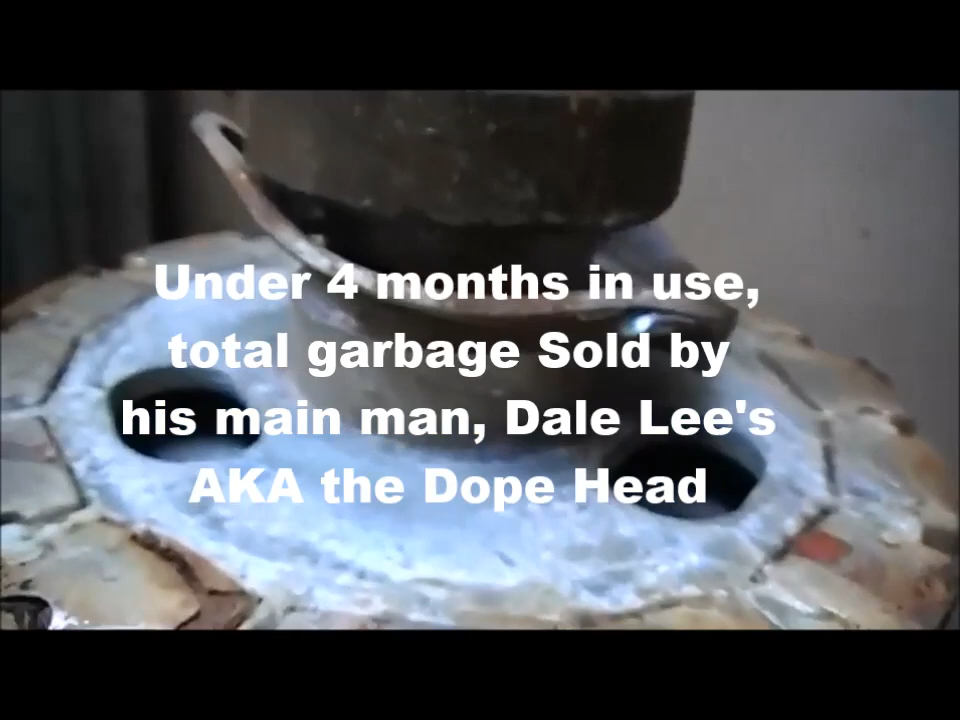 Under 4 months in use,
total garbage Sold by
his main man, Dale Lee's
AKA the Dope Head